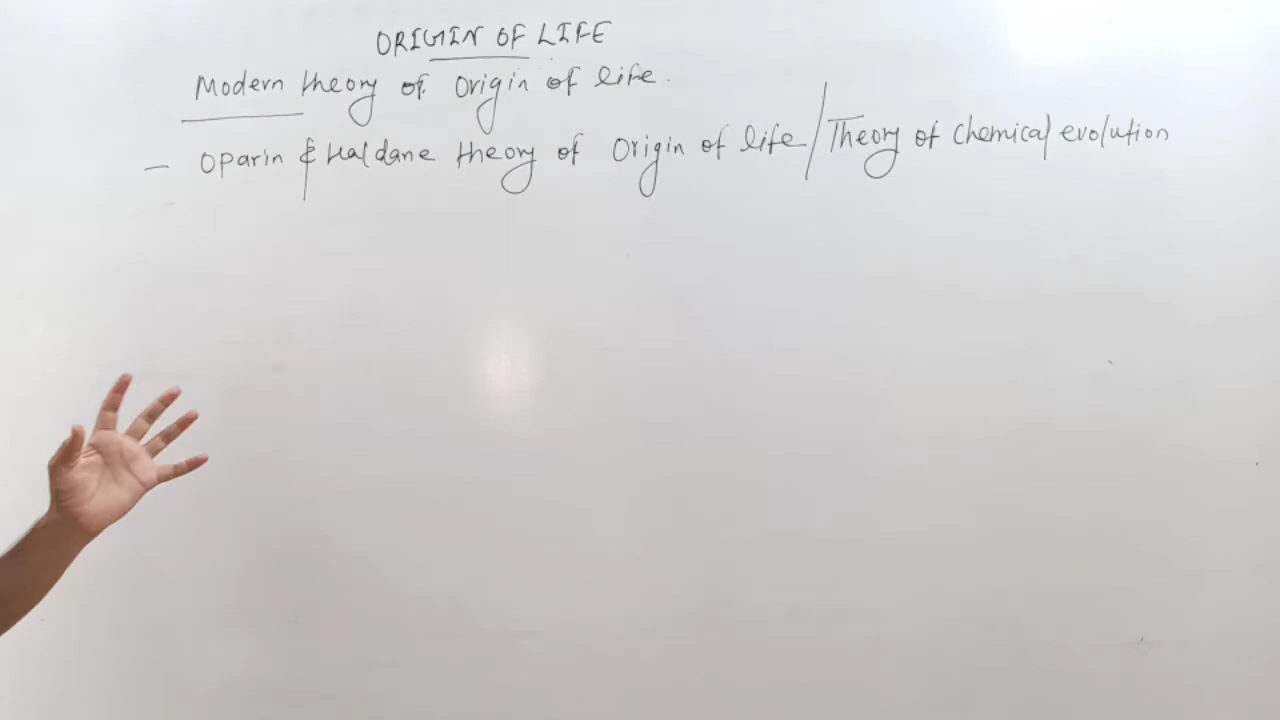 ORIGIN OF LIFE
Modern theory of Origin of life.
- Oparin & Haldane theory of Origin of life / Theory of chemical evolution